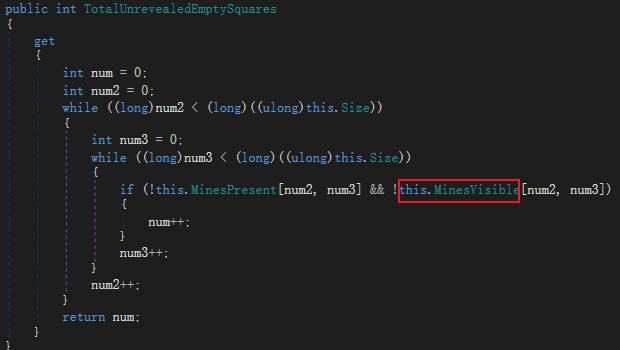 public int TotalUnrevealedEmptySquares
{
get
{
int num = 0;
int num2 = 0;
while ((long)num2 < (long)((ulong)this.Size))
{
int num3 = 0;
while ((long)num3 < (long)((ulong)this.Size))
{
if (!this.MinesPresent[num2, num3] && !this.MinesVisible[num2, num3])
{
num++;
}
num3++;
}
num2++;
}
return num;
}
}